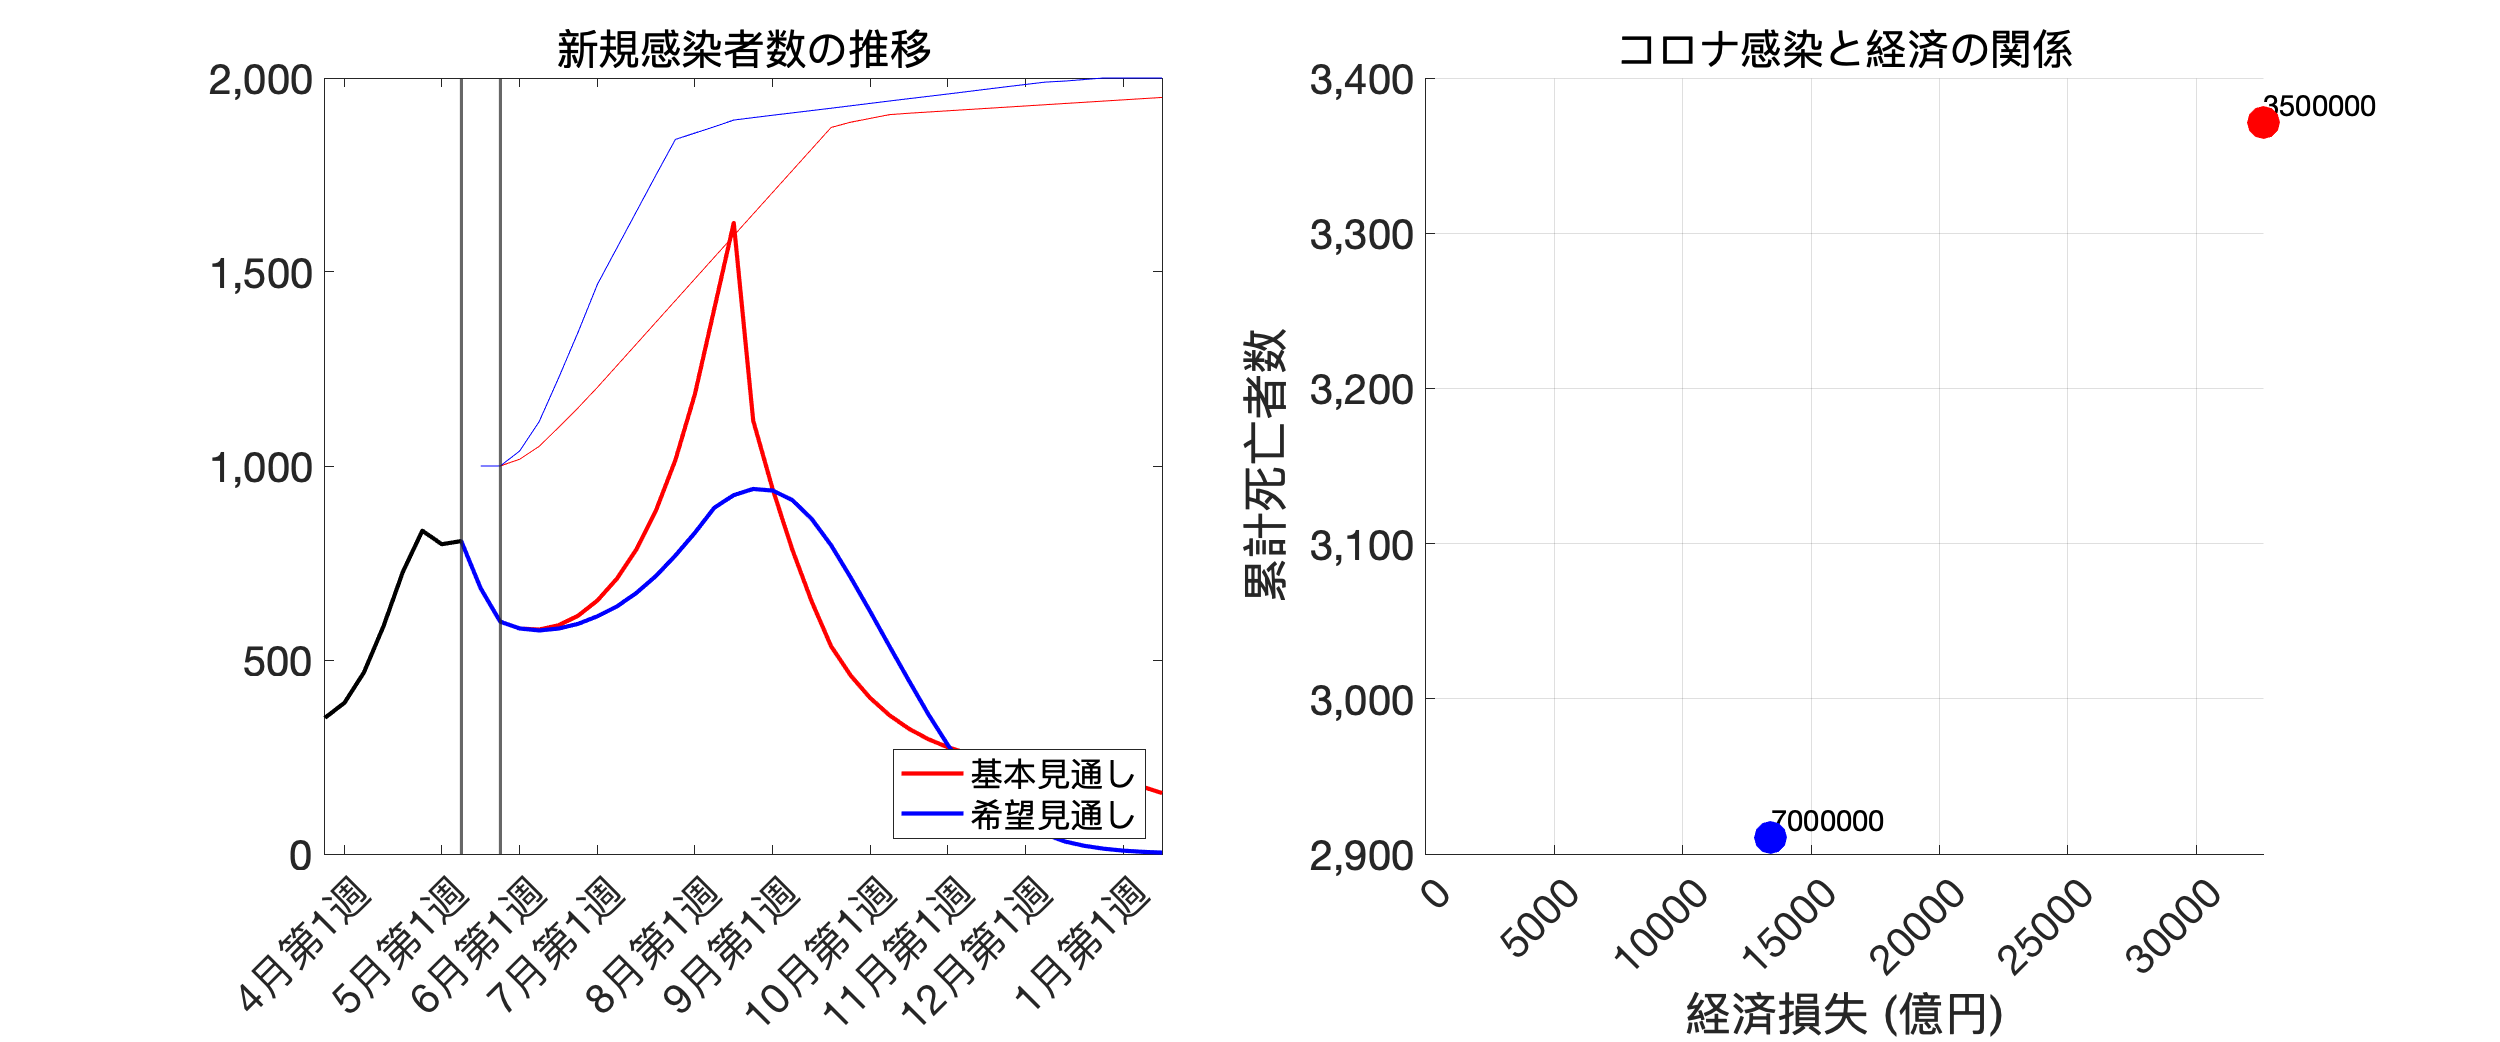 新規感染者数の推移
2,000
1,500
1,000
500
0
4月第1週
5月第1週
6月第1週
7月第1週
8月第1週
9月第1週
10月第1週
11月第1週
12月第1週
1月第1週
基本見通し
希望見通し
コロナ感染と経済の関係
累計死亡者数
3,400
3,300
3,200
3,100
3,000
2,900
3500000
7000000
0
5000
10000
15000
20000
25000
30000
経済損失 (億円)